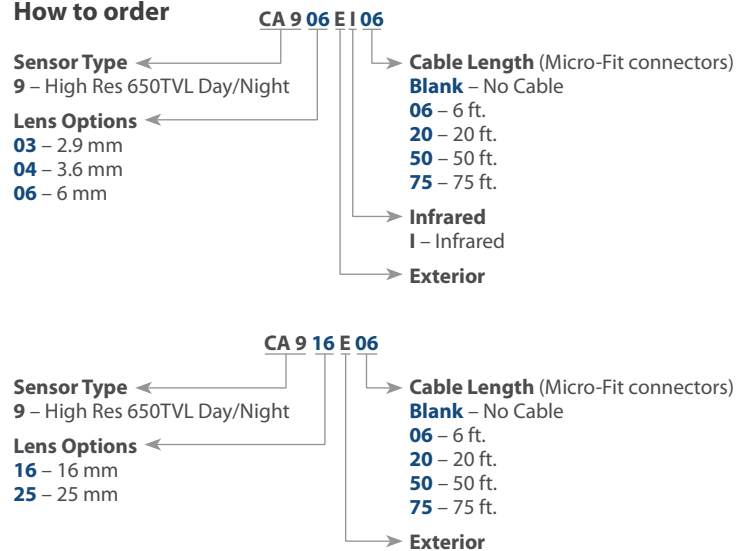 How to order
CA 9 06 E I 06
Sensor Type
9 – High Res 650TVL Day/Night
Lens Options
03 – 2.9 mm
04 – 3.6 mm
06 – 6 mm
Cable Length (Micro-Fit connectors)
Blank – No Cable
06 – 6 ft.
20 – 20 ft.
50 – 50 ft.
75 – 75 ft.
Infrared
I – Infrared
Exterior
CA 9 16 E 06
Sensor Type
9 – High Res 650TVL Day/Night
Lens Options
16 – 16 mm
25 – 25 mm
Cable Length (Micro-Fit connectors)
Blank – No Cable
06 – 6 ft.
20 – 20 ft.
50 – 50 ft.
75 – 75 ft.
Exterior